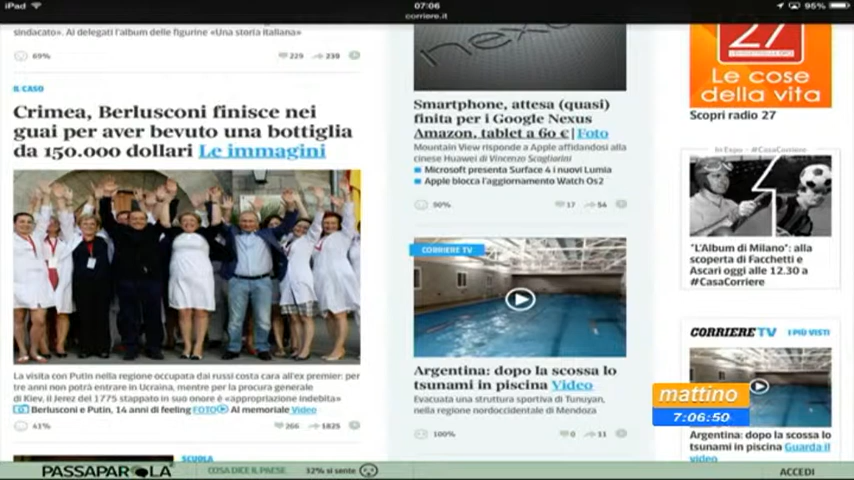 iPad
07:06
95%
corriere.it
sindacato». Ai delegati l'album delle figurine «Una storia italiana»
69%
229
239
IL CASO
Crimea, Berlusconi finisce nei
guai per aver bevuto una bottiglia
da 150.000 dollari Le immagini
La visita con Putin nella regione occupata dai russi costa cara all'ex premier: per
tre anni non potrà entrare in Ucraina, mentre per la procura generale
di Kiev, il Jerez del 1775 stappato in suo onore è «appropriazione indebita»
Berlusconi e Putin, 14 anni di feeling FOTO Al memoriale Video
41%
266
1825
SCUOLA
nexu
Smartphone, attesa (quasi)
finita per i Google Nexus
Amazon, tablet a 60 € | Foto
Mountain View risponde a Apple affidandosi alla
cinese Huawei di Vincenzo Scagliarini
Microsoft presenta Surface 4 i nuovi Lumia
Apple blocca l'aggiornamento Watch Os2
90%
17
54
CORRIERE TV
Argentina: dopo la scossa lo
tsunami in piscina Video
Evacuata una struttura sportiva di Tunuyan,
nella regione nordoccidentale di Mendoza
100%
0
11
27
Le cose
della vita
Scopri radio 27
In Expo - #CasaCorriere
1
"L'Album di Milano": alla
scoperta di Facchetti e
Ascari oggi alle 12.30 a
#CasaCorriere
CORRIERE TV
I PIÙ VISTI
mattino
7:06:50
Argentina: dopo la scossa lo
tsunami in piscina Guarda il
video
PASSAPAROLA
COSA DICE IL PAESE
32% si sente
ACCEDI